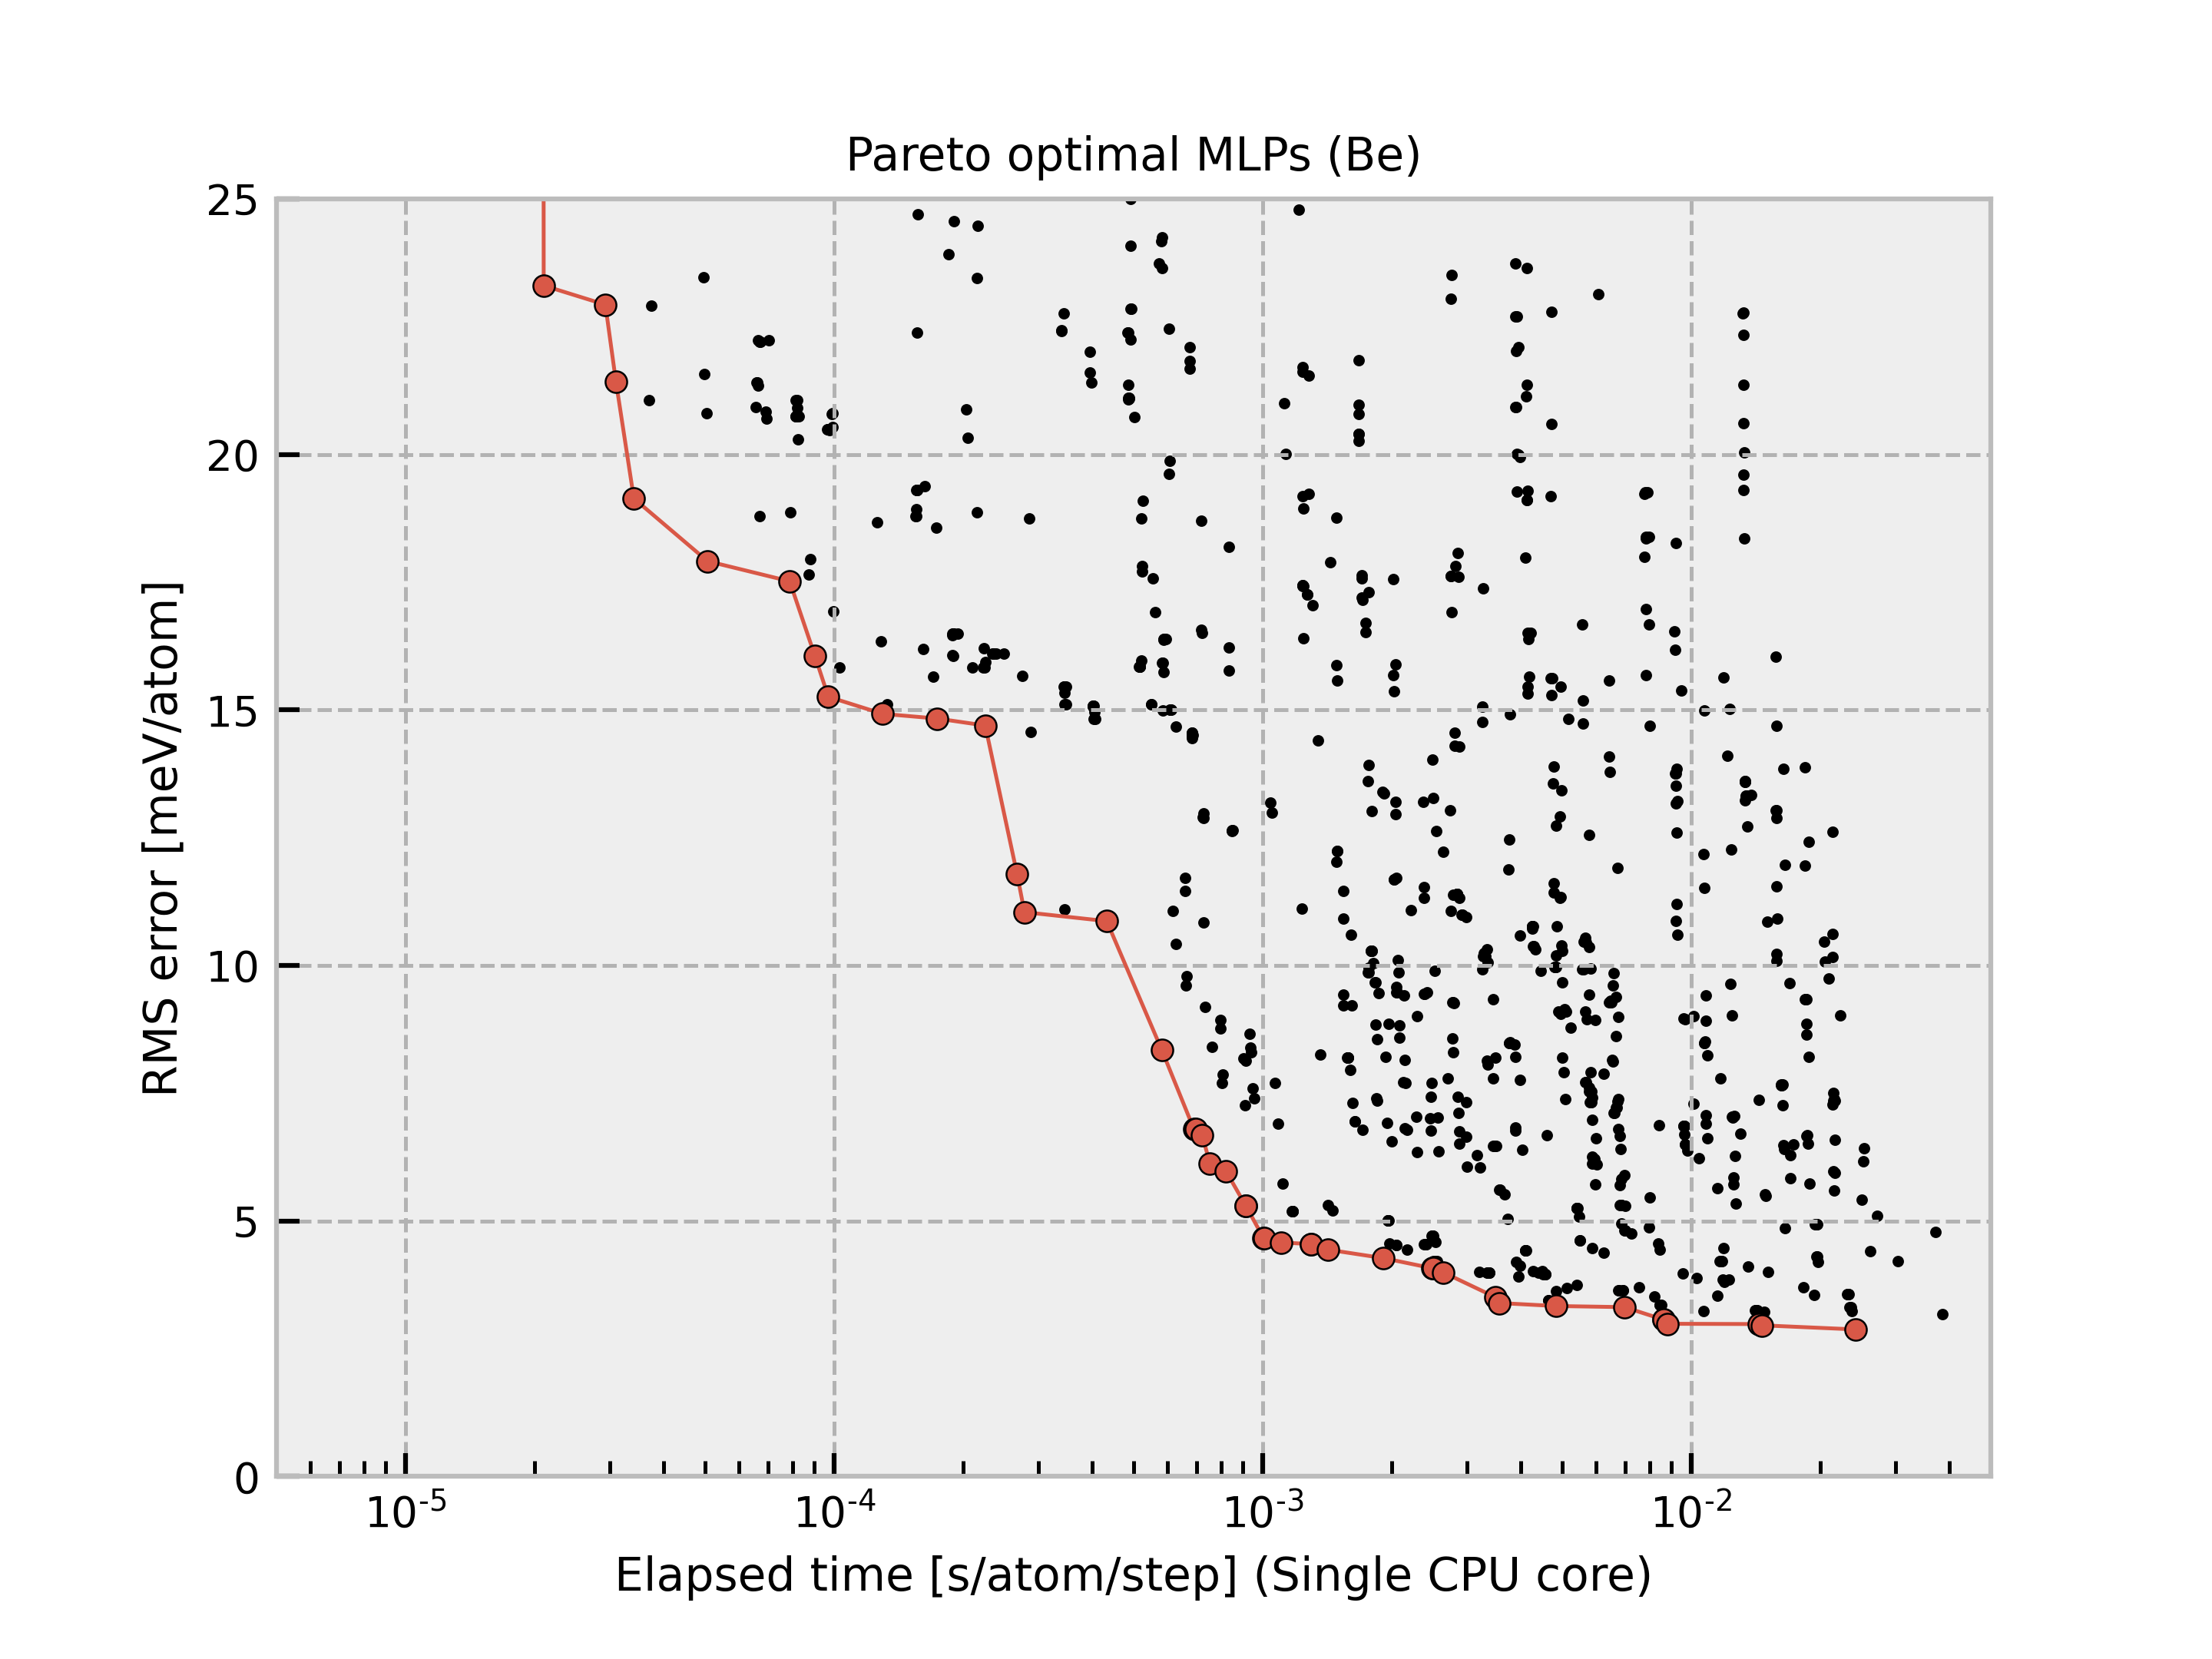 Pareto optimal MLPs (Be)
RMS error [meV/atom]
25
20
15
10
5
0
10-5 10-4 10-3 10-2
Elapsed time [s/atom/step] (Single CPU core)